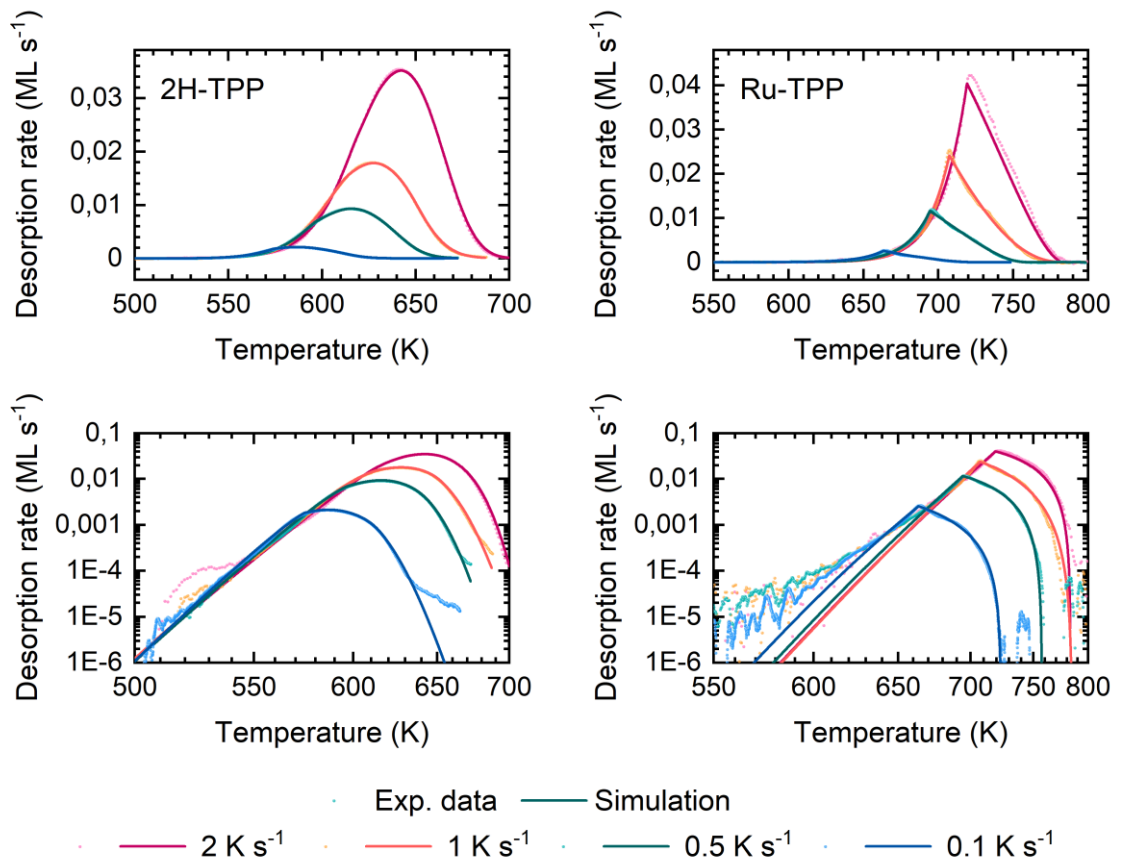 2H-TPP
Desorption rate (ML s⁻¹)
0,03
0,02
0,01
0
500 550 600 650 700
Temperature (K)
Ru-TPP
Desorption rate (ML s⁻¹)
0,04
0,02
0
550 600 650 700 750 800
Temperature (K)
Desorption rate (ML s⁻¹)
0,1
0,01
0,001
1E-4
1E-5
1E-6
500 550 600 650 700
Temperature (K)
Desorption rate (ML s⁻¹)
0,1
0,01
0,001
1E-4
1E-5
1E-6
550 600 650 700 750 800
Temperature (K)
Exp. data Simulation
2 K s⁻¹ 1 K s⁻¹ 0.5 K s⁻¹ 0.1 K s⁻¹